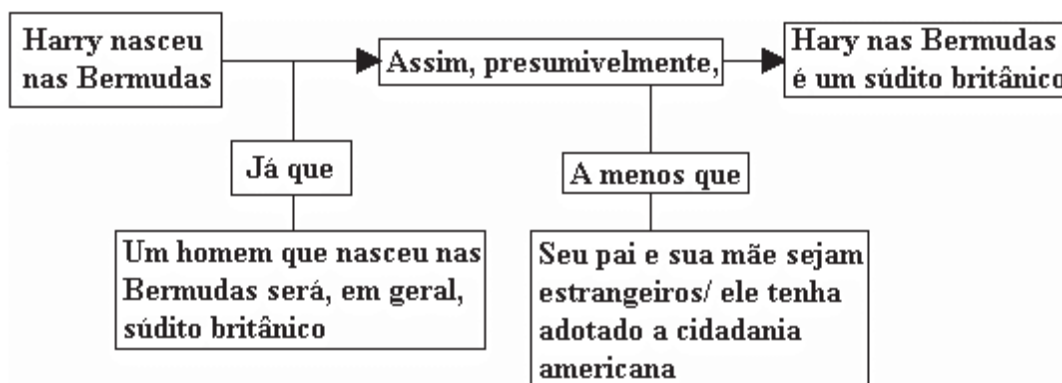 Harry nasceu
nas Bermudas
Assim, presumivelmente,
Hary nas Bermudas
é um súdito britânico
Já que
A menos que
Um homem que nasceu nas
Bermudas será, em geral,
súdito britânico
Seu pai e sua mãe sejam
estrangeiros/ ele tenha
adotado a cidadania
americana